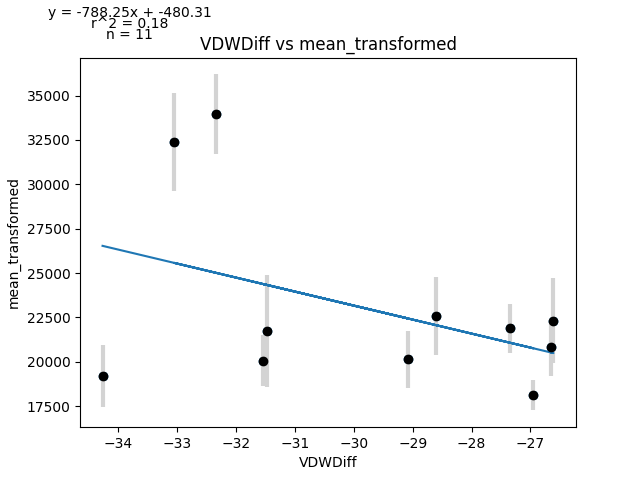 y = -788.25x + -480.31
r^2 = 0.18
n = 11
VDWDiff vs mean_transformed
mean_transformed
35000
32500
30000
27500
25000
22500
20000
17500
−34
−33
−32
−31
−30
−29
−28
−27
VDWDiff